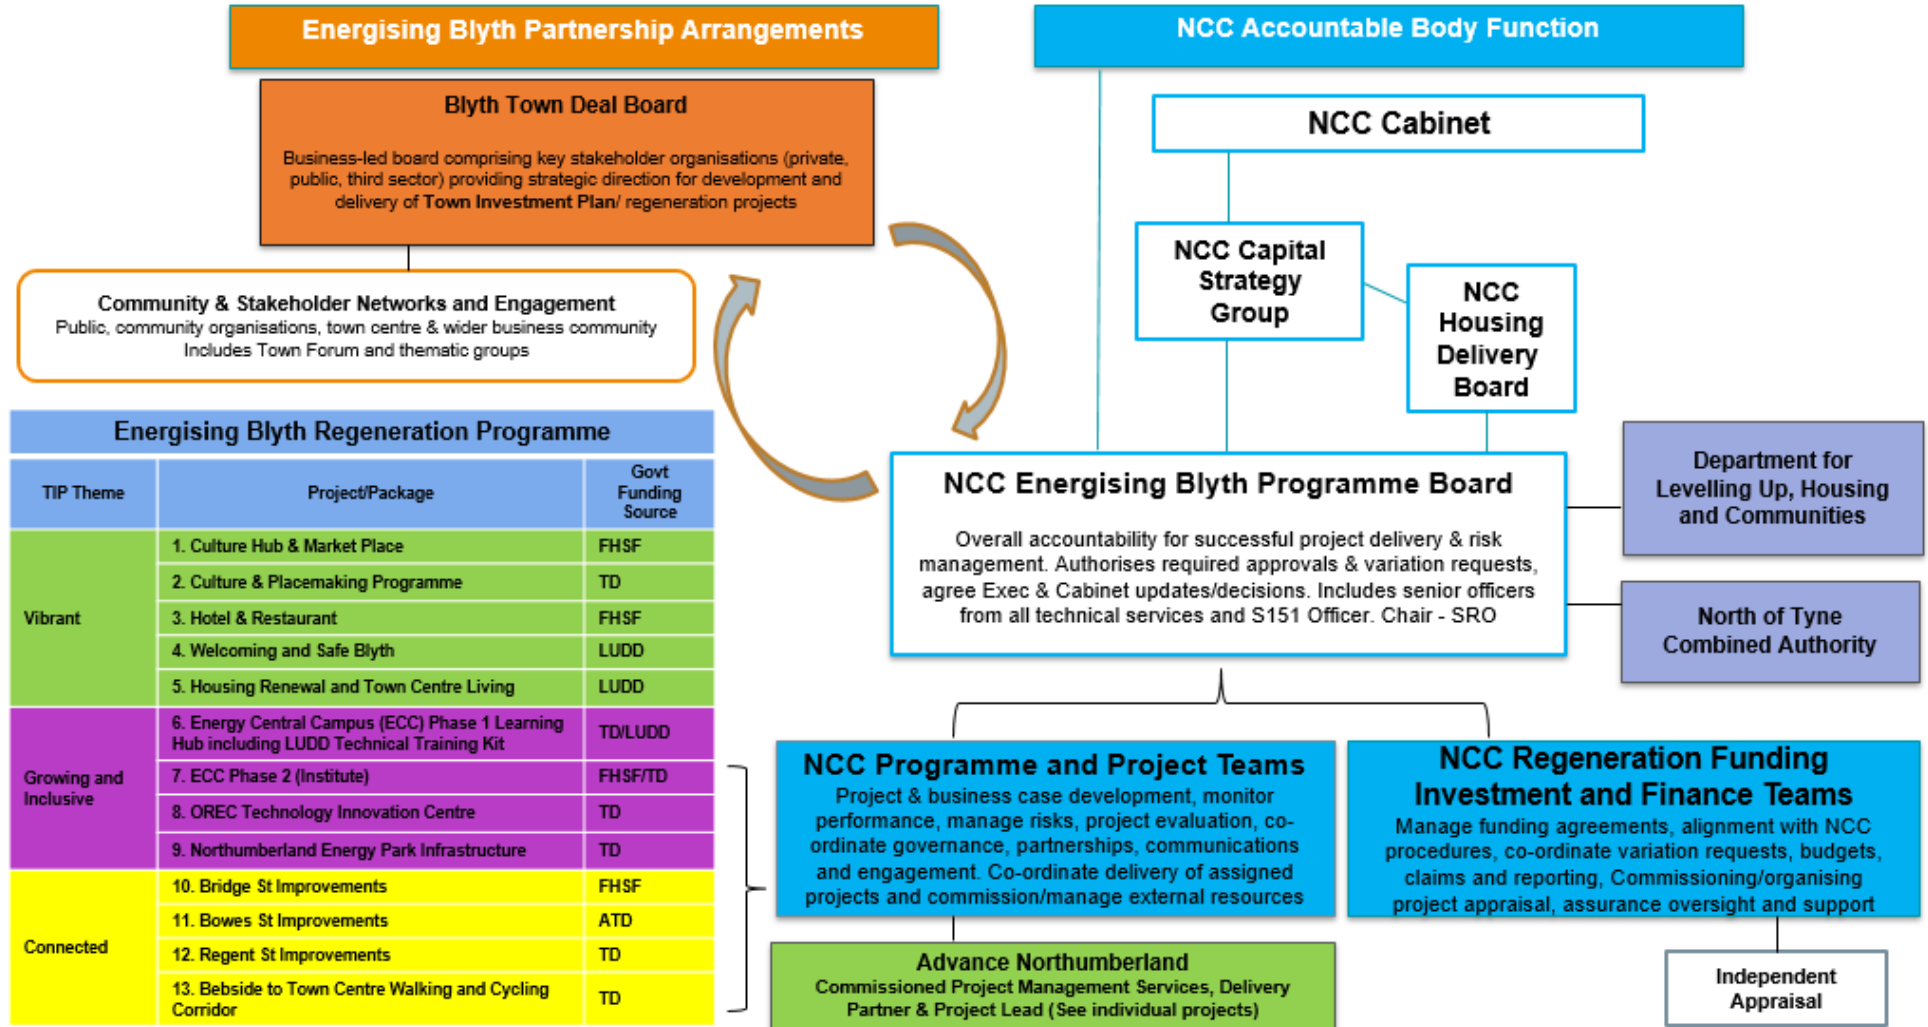 Energising Blyth Partnership Arrangements
Blyth Town Deal Board
Business-led board comprising key stakeholder organisations (private,
public, third sector) providing strategic direction for development and
delivery of Town Investment Plan/ regeneration projects
Community & Stakeholder Networks and Engagement
Public, community organisations, town centre & wider business community
Includes Town Forum and thematic groups
NCC Accountable Body Function
NCC Cabinet
NCC Capital
Strategy
Group
NCC
Housing
Delivery
Board
NCC Energising Blyth Programme Board
Overall accountability for successful project delivery & risk
management. Authorises required approvals & variation requests,
agree Exec & Cabinet updates/decisions. Includes senior officers
from all technical services and S151 Officer. Chair - SRO
Department for
Levelling Up, Housing
and Communities
North of Tyne
Combined Authority
Energising Blyth Regeneration Programme
TIP Theme
Project/Package
Govt
Funding
Source
Vibrant
1. Culture Hub & Market Place
FHSF
2. Culture & Placemaking Programme
TD
3. Hotel & Restaurant
FHSF
4. Welcoming and Safe Blyth
LUDD
5. Housing Renewal and Town Centre Living
LUDD
Growing and
Inclusive
6. Energy Central Campus (ECC) Phase 1 Learning
Hub including LUDD Technical Training Kit
TD/LUDD
7. ECC Phase 2 (Institute)
FHSF/TD
8. OREC Technology Innovation Centre
TD
9. Northumberland Energy Park Infrastructure
TD
Connected
10. Bridge St Improvements
FHSF
11. Bowes St Improvements
ATD
12. Regent St Improvements
TD
13. Bebside to Town Centre Walking and Cycling
Corridor
TD
NCC Programme and Project Teams
Project & business case development, monitor
performance, manage risks, project evaluation, co-
ordinate governance, partnerships, communications
and engagement. Co-ordinate delivery of assigned
projects and commission/manage external resources
Advance Northumberland
Commissioned Project Management Services, Delivery
Partner & Project Lead (See individual projects)
NCC Regeneration Funding
Investment and Finance Teams
Manage funding agreements, alignment with NCC
procedures, co-ordinate variation requests, budgets,
claims and reporting, Commissioning/organising
project appraisal, assurance oversight and support
Independent
Appraisal